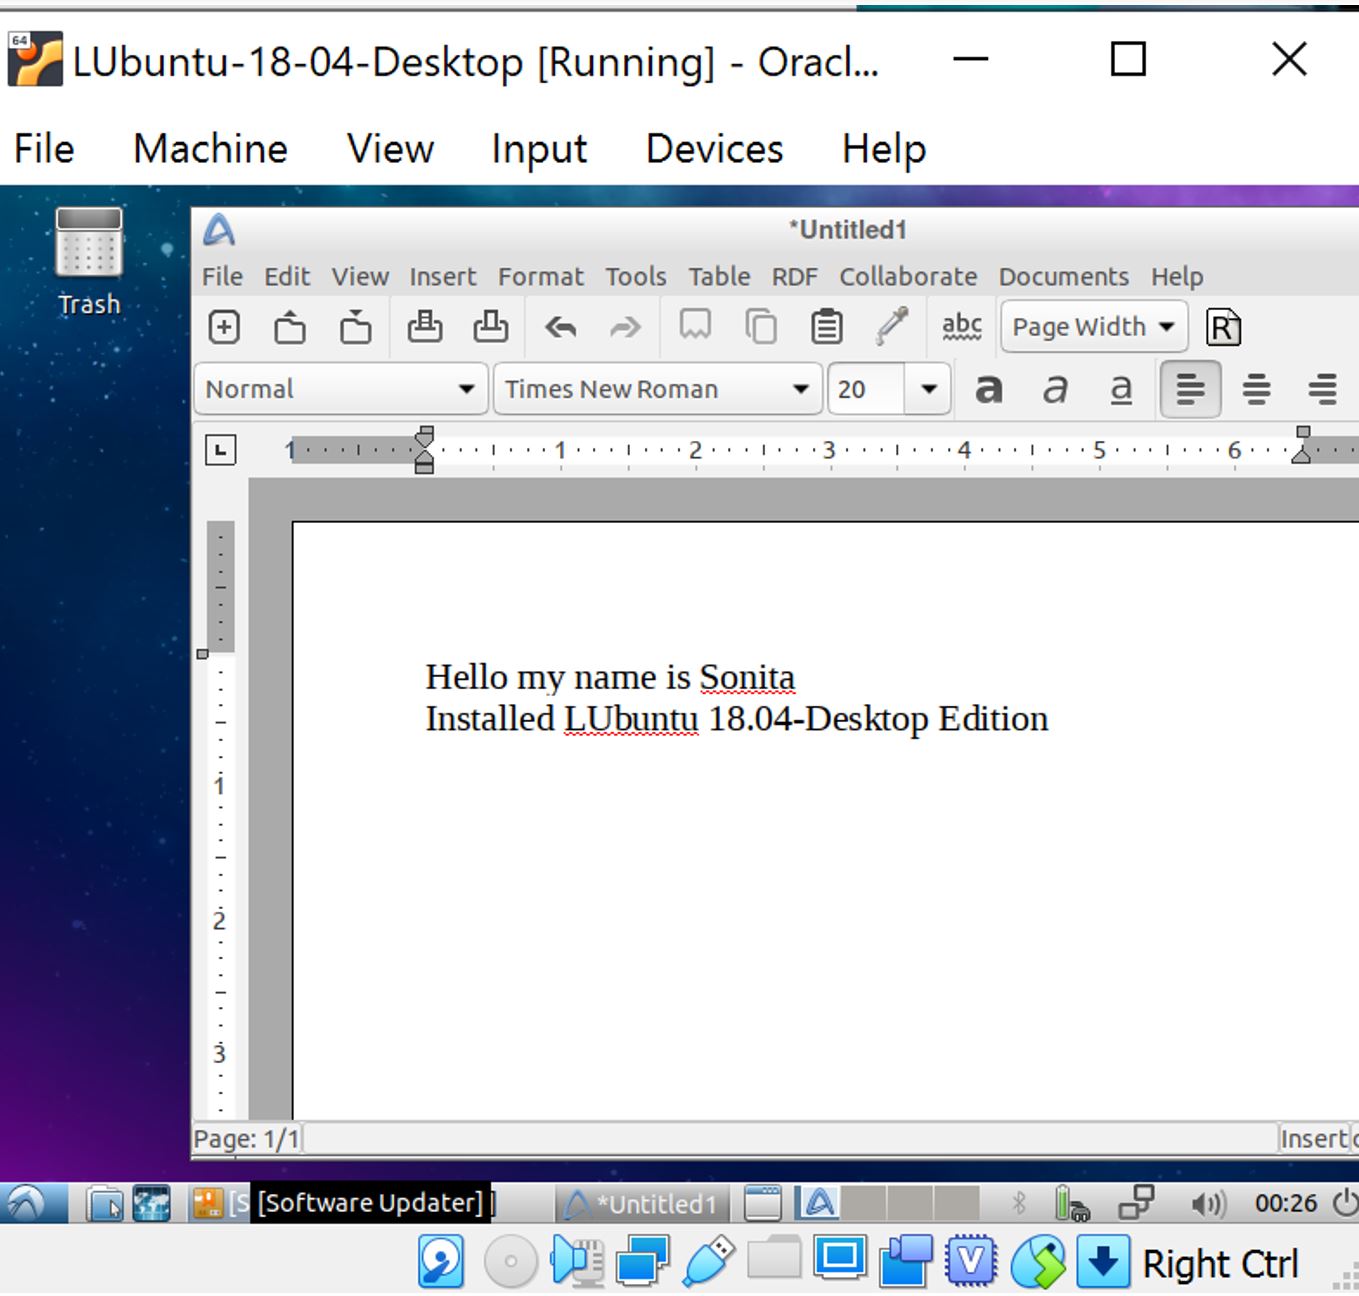 64
LUbuntu-18-04-Desktop [Running] - Oracl...
File Machine View Input Devices Help
Trash
*Untitled1
File Edit View Insert Format Tools Table RDF Collaborate Documents Help
abc Page Width R
Normal Times New Roman 20 a a a
1 1 2 3 4 5 6
Hello my name is Sonita
Installed LUbuntu 18.04-Desktop Edition
1
2
3
Page: 1/1 Insert
[S [Software Updater] ] *Untitled1 00:26
V Right Ctrl